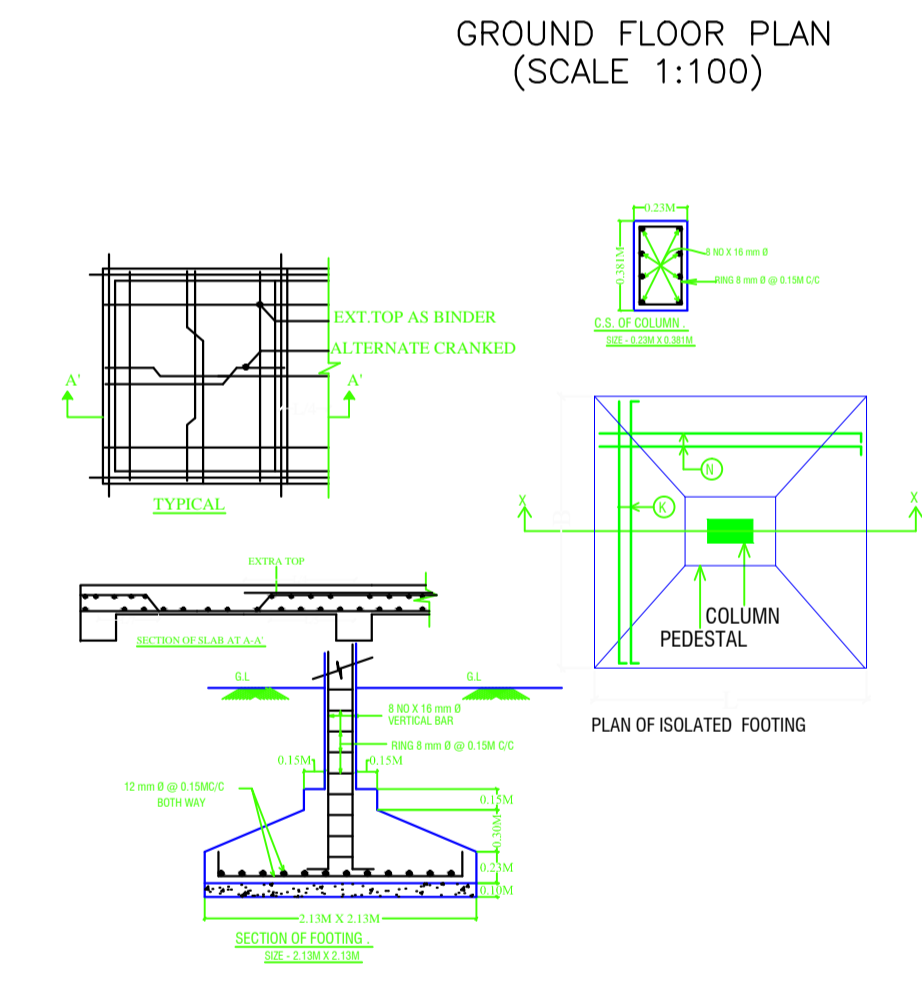 GROUND FLOOR PLAN
(SCALE 1:100)
0.23M
0.381M
8 NO X 16 mm Ø
RING 8 mm Ø @ 0.15M C/C
C.S. OF COLUMN .
SIZE - 0.23M X 0.381M
EXT.TOP AS BINDER
ALTERNATE CRANKED
A'
A'
TYPICAL
N
K
X
X
COLUMN
PEDESTAL
PLAN OF ISOLATED FOOTING
EXTRA TOP
SECTION OF SLAB AT A-A'
G.L
G.L
8 NO X 16 mm Ø
VERTICAL BAR
RING 8 mm Ø @ 0.15M C/C
0.15M
0.15M
12 mm Ø @ 0.15MC/C
BOTH WAY
0.15M
0.30M
0.23M
0.10M
2.13M X 2.13M
SECTION OF FOOTING .
SIZE - 2.13M X 2.13M